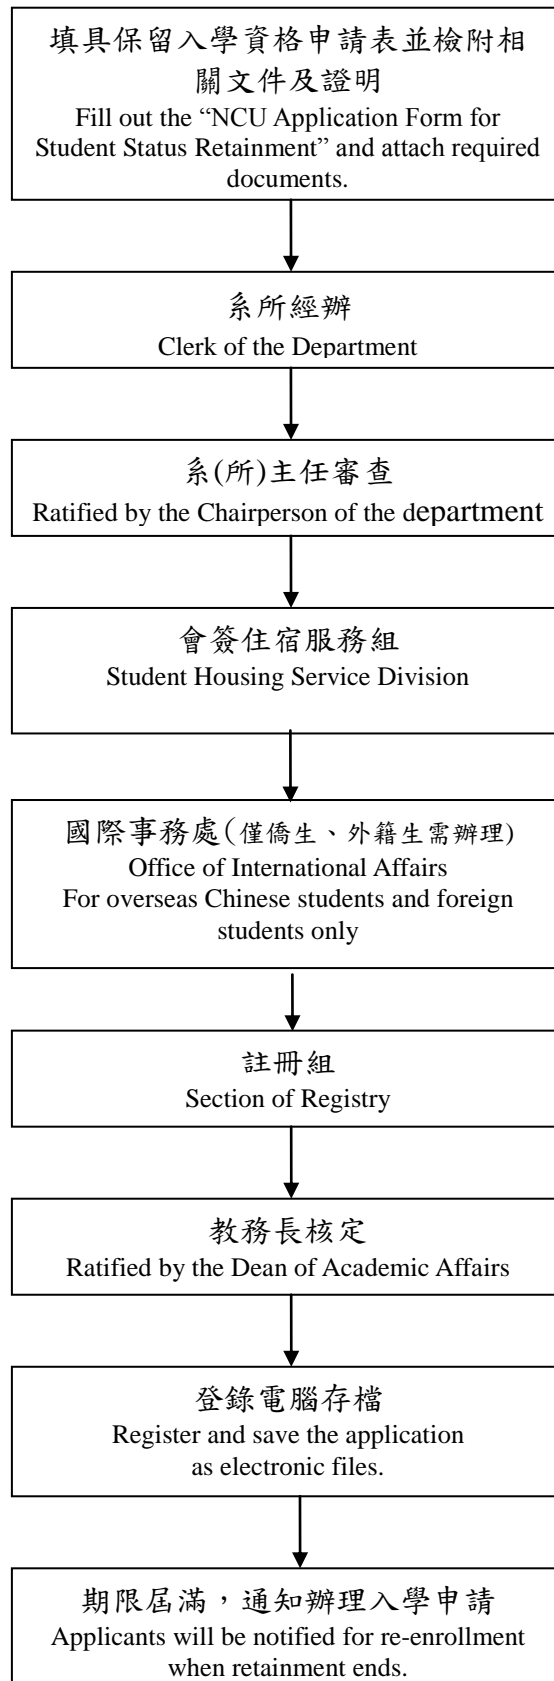 填具保留入學資格申請表並檢附相
關文件及證明
Fill out the “NCU Application Form for
Student Status Retainment” and attach required
documents.
系所經辦
Clerk of the Department
系(所)主任審查
Ratified by the Chairperson of the department
會簽住宿服務組
Student Housing Service Division
國際事務處(僅僑生、外籍生需辦理)
Office of International Affairs
For overseas Chinese students and foreign
students only
註冊組
Section of Registry
教務長核定
Ratified by the Dean of Academic Affairs
登錄電腦存檔
Register and save the application
as electronic files.
期限屆滿，通知辦理入學申請
Applicants will be notified for re-enrollment
when retainment ends.